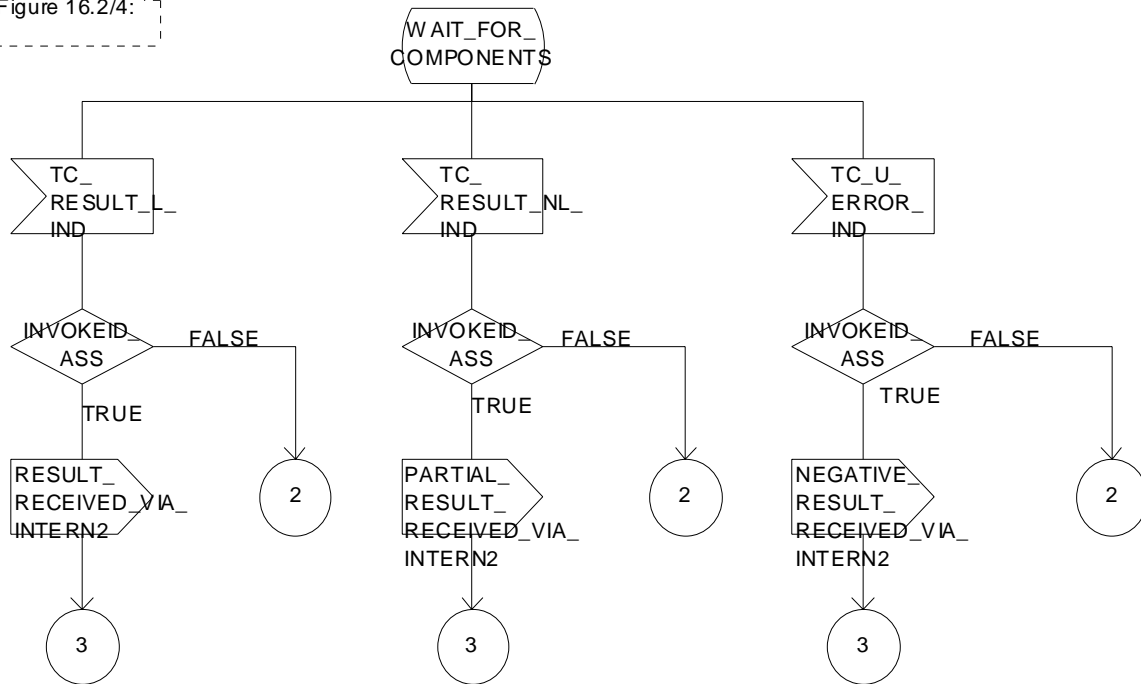 Figure 16.2/4:
WAIT_FOR_
COMPONENTS
TC_
RESULT_L_
IND
TC_
RESULT_NL_
IND
TC_U_
ERROR_
IND
INVOKEID_
ASS
FALSE
INVOKEID_
ASS
FALSE
INVOKEID_
ASS
FALSE
TRUE
TRUE
TRUE
RESULT_
RECEIVED_VIA_
INTERN2
2
PARTIAL_
RESULT_
RECEIVED_VIA_
INTERN2
2
NEGATIVE_
RESULT_
RECEIVED_VIA_
INTERN2
2
3
3
3